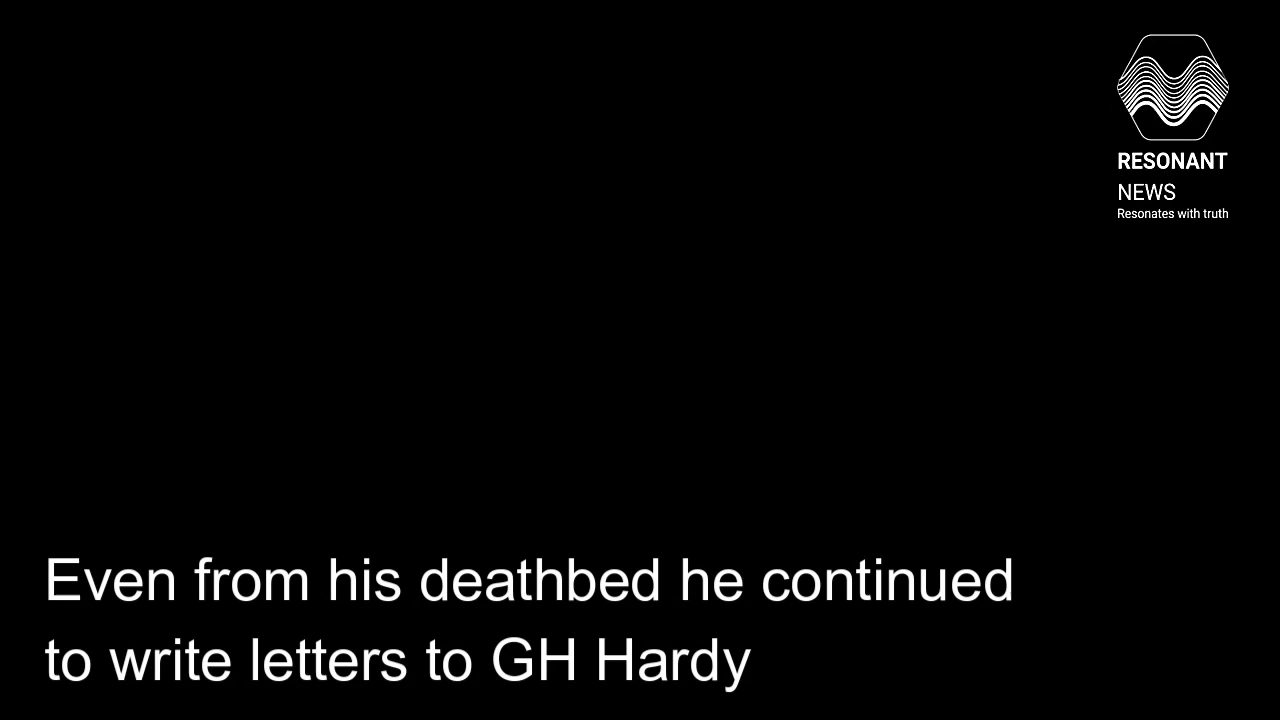 RESONANT
NEWS
Resonates with truth
Even from his deathbed he continued
to write letters to GH Hardy